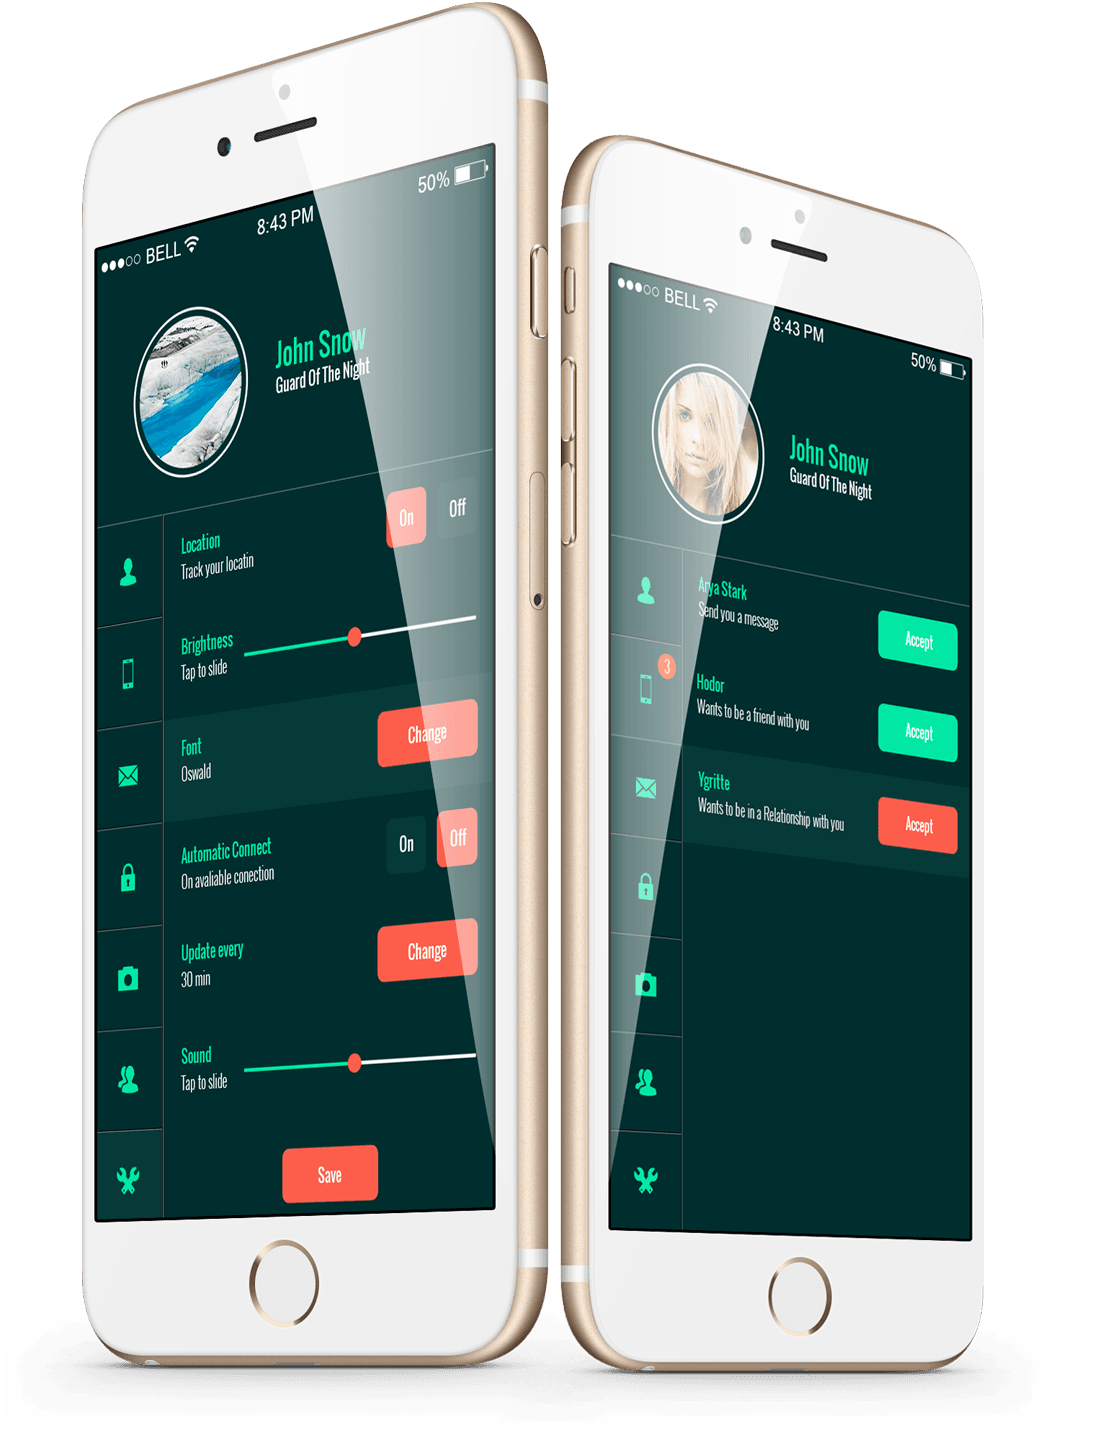 BELL
8:43 PM
50%
John Snow
Guard Of The Night
Location
Track your locatin
On
Off
Brightness
Tap to slide
Font
Oswald
Change
Automatic Connect
On avaliable conection
On
Off
Update every
30 min
Change
Sound
Tap to slide
Save
BELL
8:43 PM
50%
John Snow
Guard Of The Night
3
Arya Stark
Send you a message
Accept
Hodor
Wants to be a friend with you
Accept
Ygritte
Wants to be in a Relationship with you
Accept